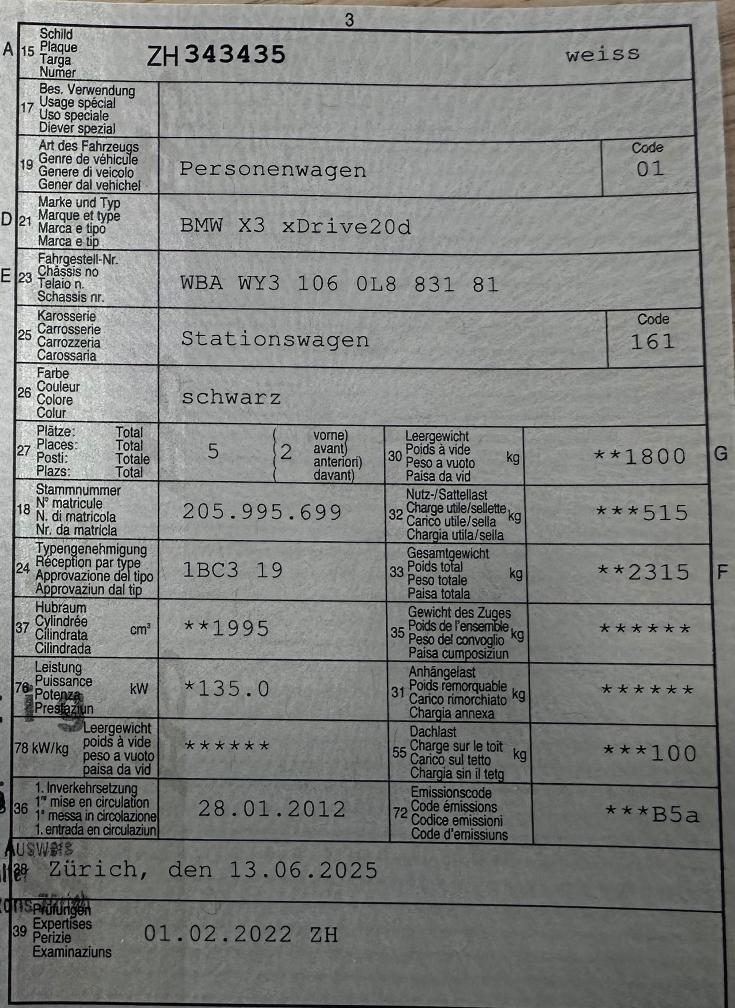 3
A 15 Schild
Plaque
Targa
Numer
ZH 343435 weiss
17 Bes. Verwendung
Usage spécial
Uso speciale
Diever spezial
19 Art des Fahrzeugs
Genre de véhicule
Genere di veicolo
Gener dal vehichel
Personenwagen
Code
01
D 21 Marke und Typ
Marque et type
Marca e tipo
Marca e tip
BMW X3 xDrive20d
E 23 Fahrgestell-Nr.
Châssis no
Telaio n.
Schassis nr.
WBA WY3 106 0L8 831 81
25 Karosserie
Carrosserie
Carrozzeria
Carossaria
Stationswagen
Code
161
26 Farbe
Couleur
Colore
Colur
schwarz
27 Plätze: Total
Places: Total
Posti: Totale
Plazs: Total
5 (2 vorne)
avant)
anteriori)
davant)
30 Leergewicht
Poids à vide
Peso a vuoto
Paisa da vid
kg
**1800 G
18 Stammnummer
N° matricule
N. di matricola
Nr. da matricla
205.995.699
32 Nutz-/Sattellast
Charge utile/sellette
Carico utile/sella
Chargia utila/sella
kg
***515
24 Typengenehmigung
Réception par type
Approvazione del tipo
Approvaziun dal tip
1BC3 19
33 Gesamtgewicht
Poids total
Peso totale
Paisa totala
kg
**2315 F
37 Hubraum
Cylindrée
Cilindrata
Cilindrada
cm³
**1995
35 Gewicht des Zuges
Poids de l'ensemble
Peso del convoglio
Paisa cumposiziun
kg
******
76 Leistung
Puissance
Potenza
Prestaziun
kW
*135.0
31 Anhängelast
Poids remorquable
Carico rimorchiato
Chargia annexa
kg
******
78 kW/kg Leergewicht
poids à vide
peso a vuoto
paisa da vid
******
55 Dachlast
Charge sur le toit
Carico sul tetto
Chargia sin il tetg
kg
***100
36 1. Inverkehrsetzung
1re mise en circulation
1a messa in circolazione
1. entrada en circulaziun
28.01.2012
72 Emissionscode
Code émissions
Codice emissioni
Code d'emissiuns
***B5a
AUSWEIS
38 Zürich, den 13.06.2025
39 Prüfungen
Expertises
Perizie
Examinaziuns
01.02.2022 ZH